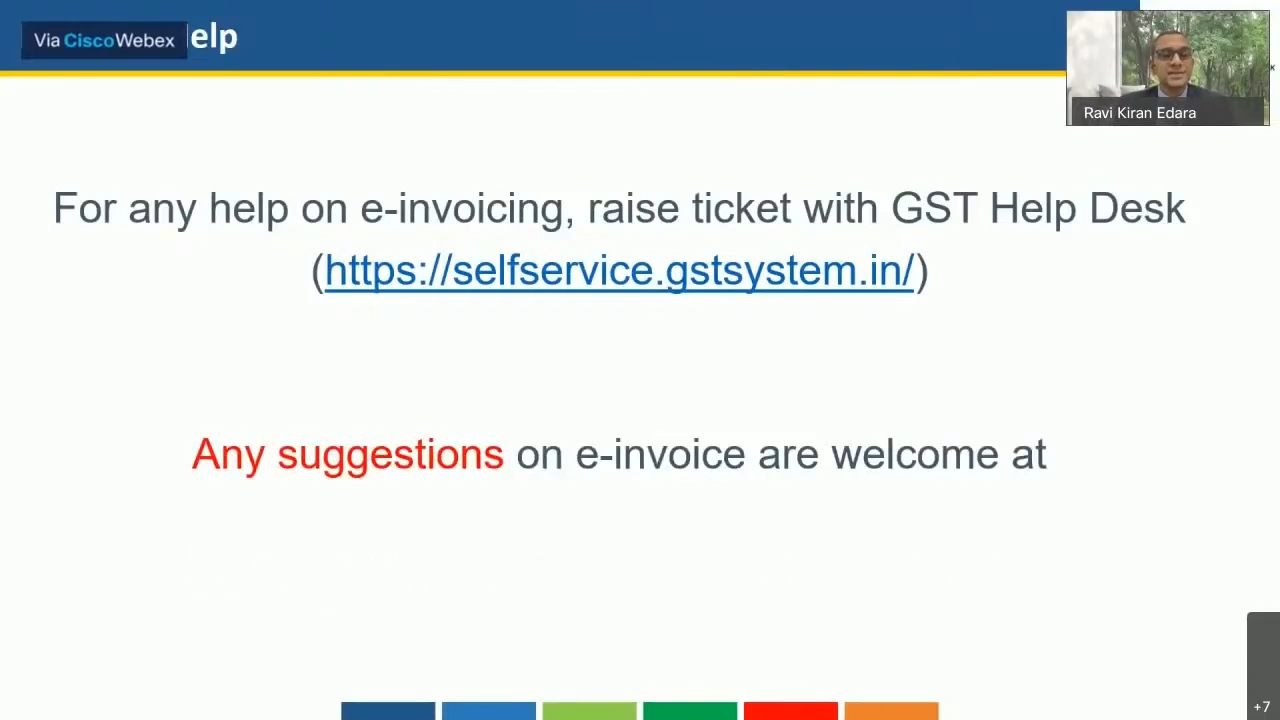 Via Cisco Webex
elp
Ravi Kiran Edara
For any help on e-invoicing, raise ticket with GST Help Desk
(https://selfservice.gstsystem.in/)
Any suggestions on e-invoice are welcome at
+7